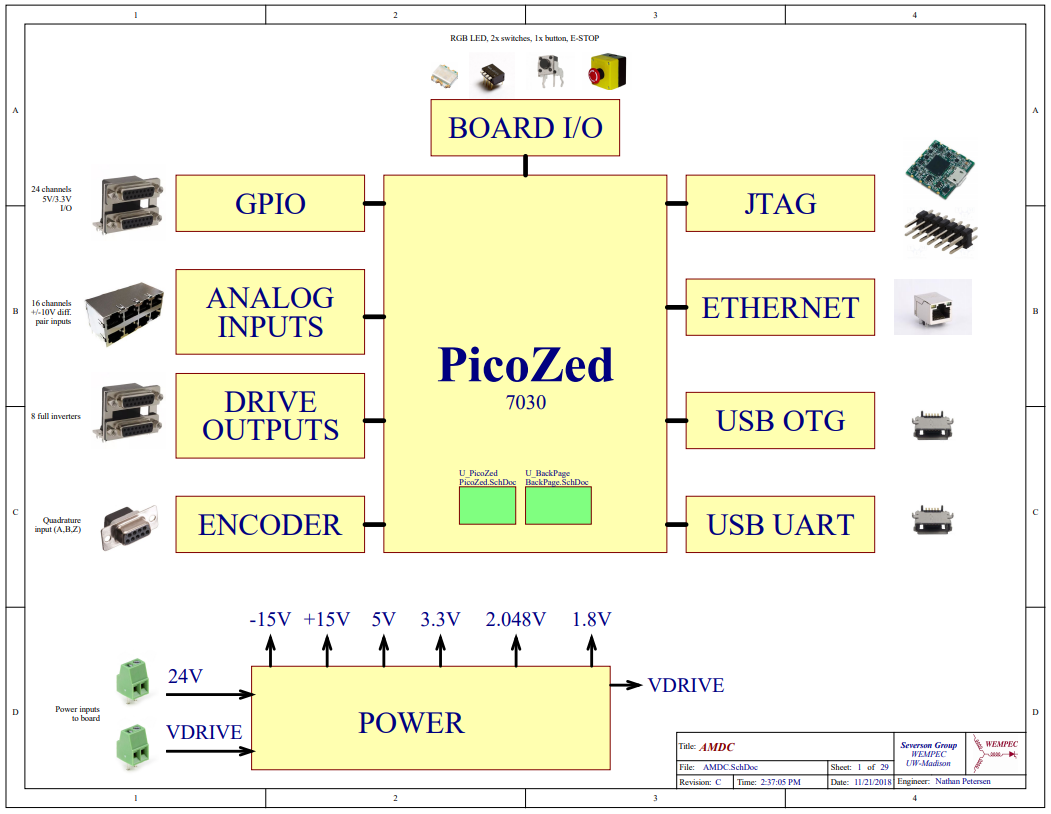 1 2 3 4
RGB LED, 2x switches, 1x button, E-STOP
A A
BOARD I/O
24 channels
5V/3.3V
I/O
GPIO
JTAG
16 channels
+/-10V diff.
pair inputs
ANALOG
INPUTS
B B
ETHERNET
PicoZed
7030
8 full inverters
DRIVE
OUTPUTS
USB OTG
U_PicoZed
PicoZed.SchDoc
U_BackPage
BackPage.SchDoc
C C
Quadrature
input (A,B,Z)
ENCODER
USB UART
-15V +15V 5V 3.3V 2.048V 1.8V
24V
VDRIVE
Power inputs
to board
VDRIVE
POWER
D D
Title: AMDC
File: AMDC.SchDoc
Sheet: 1 of 29
Revision: C
Time: 2:37:05 PM
Date: 11/21/2018
Severson Group
WEMPEC
UW-Madison
WEMPEC
Engineer: Nathan Petersen
1 2 3 4